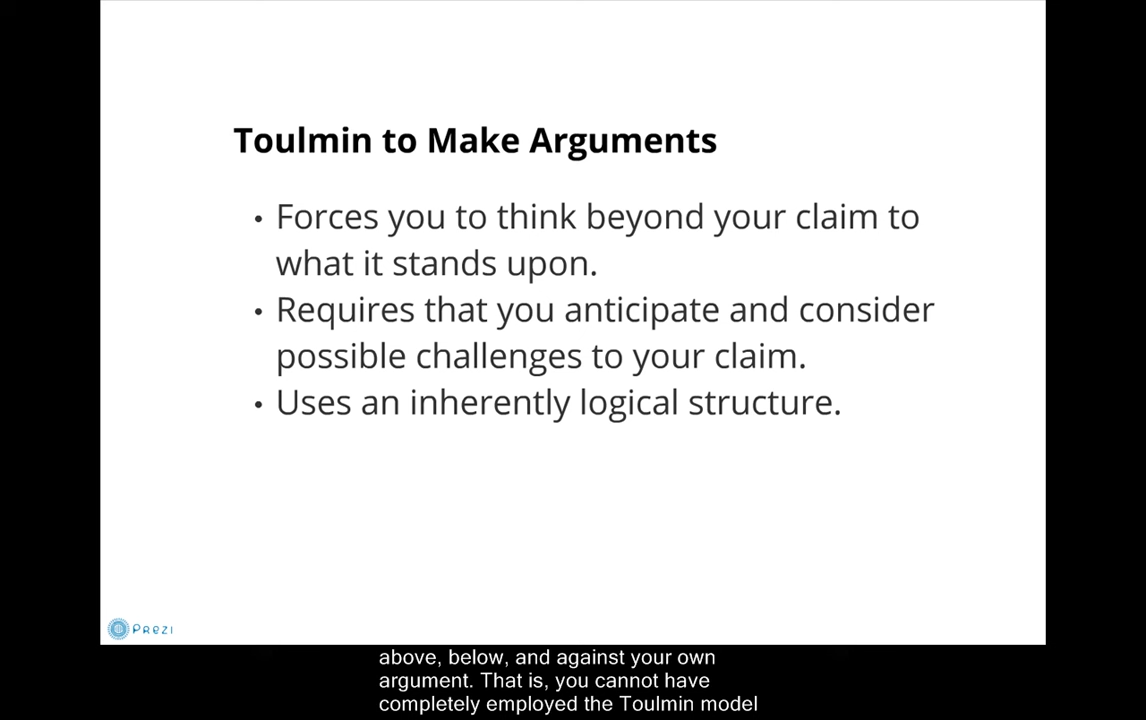 Toulmin to Make Arguments
• Forces you to think beyond your claim to
what it stands upon.
• Requires that you anticipate and consider
possible challenges to your claim.
• Uses an inherently logical structure.
Prezi
above, below, and against your own
argument. That is, you cannot have
completely employed the Toulmin model